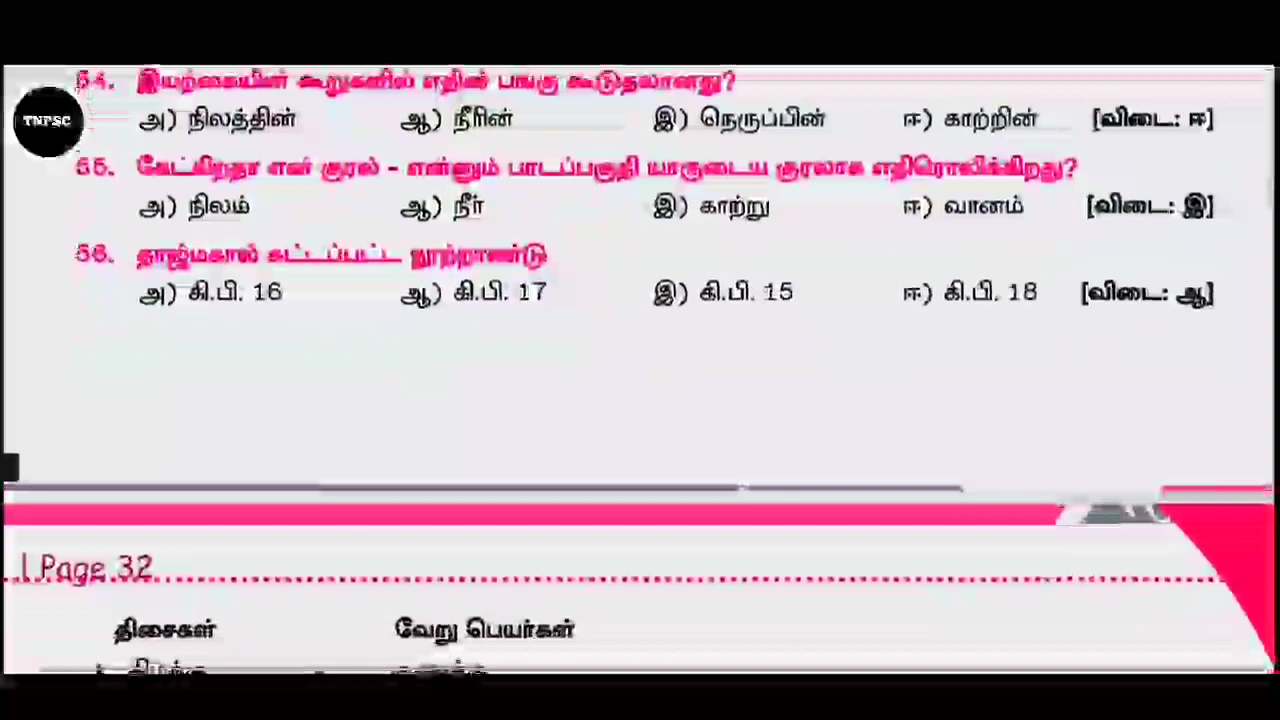 TNPSC
54. இயற்கையின் கூறுகளில் எதின் பங்கு கூடுதலானது?
அ) நிலத்தின் ஆ) நீரின் இ) நெருப்பின் ஈ) காற்றின் [விடை: ஈ]
55. கேட்கிறதா என் குரல் - என்னும் பாடப்பகுதி யாருடைய குரலாக எதிரொலிக்கிறது?
அ) நிலம் ஆ) நீர் இ) காற்று ஈ) வானம் [விடை: இ]
56. தாஜ்மகால் கட்டப்பட்ட நூற்றாண்டு
அ) கி.பி. 16 ஆ) கி.பி. 17 இ) கி.பி. 15 ஈ) கி.பி. 18 [விடை: ஆ]
| Page 32
திசைகள் வேறு பெயர்கள்